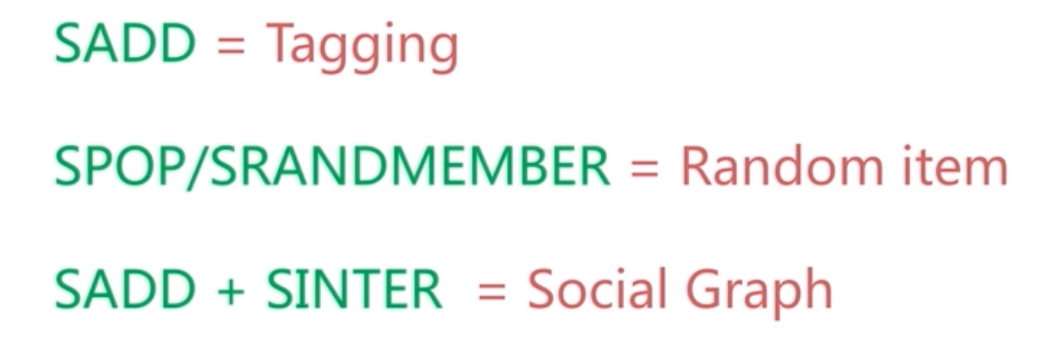 SADD = Tagging
SPOP/SRANDMEMBER = Random item
SADD + SINTER = Social Graph